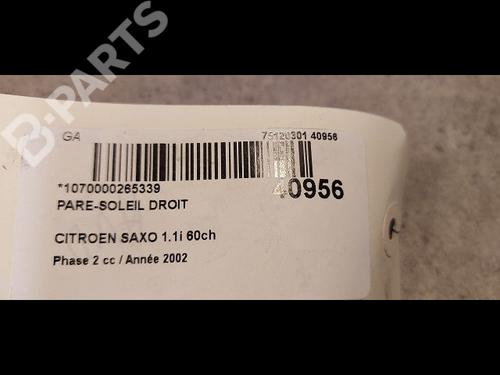 B-PARTS
GA 75120301 40956
*1070000265339 40956
PARE-SOLEIL DROIT
CITROEN SAXO 1.1i 60ch
Phase 2 cc / Année 2002